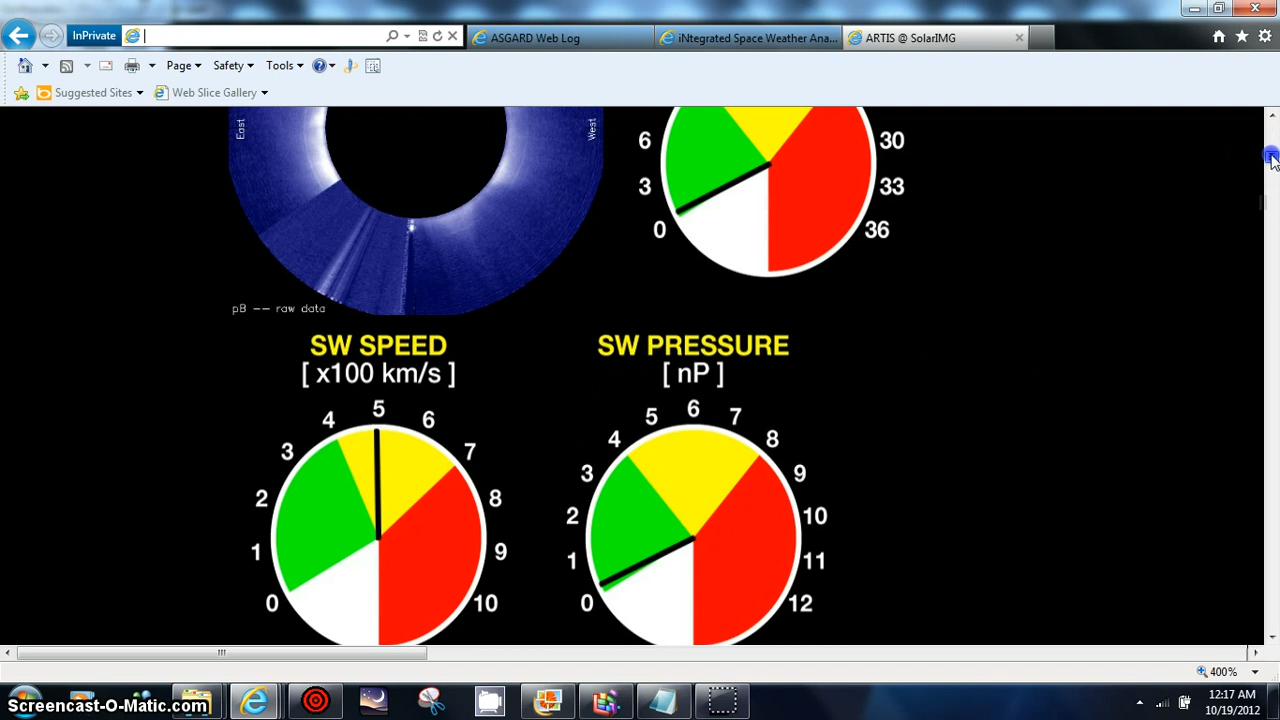 InPrivate
ASGARD Web Log
iNtegrated Space Weather Ana...
ARTIS @ SolarIMG
Page
Safety
Tools
Suggested Sites
Web Slice Gallery
East
West
pB -- raw data
6
3
0
30
33
36
SW SPEED
[ x100 km/s ]
0
1
2
3
4
5
6
7
8
9
10
SW PRESSURE
[ nP ]
0
1
2
3
4
5
6
7
8
9
10
11
12
400%
12:17 AM
10/19/2012
Screencast-O-Matic.com